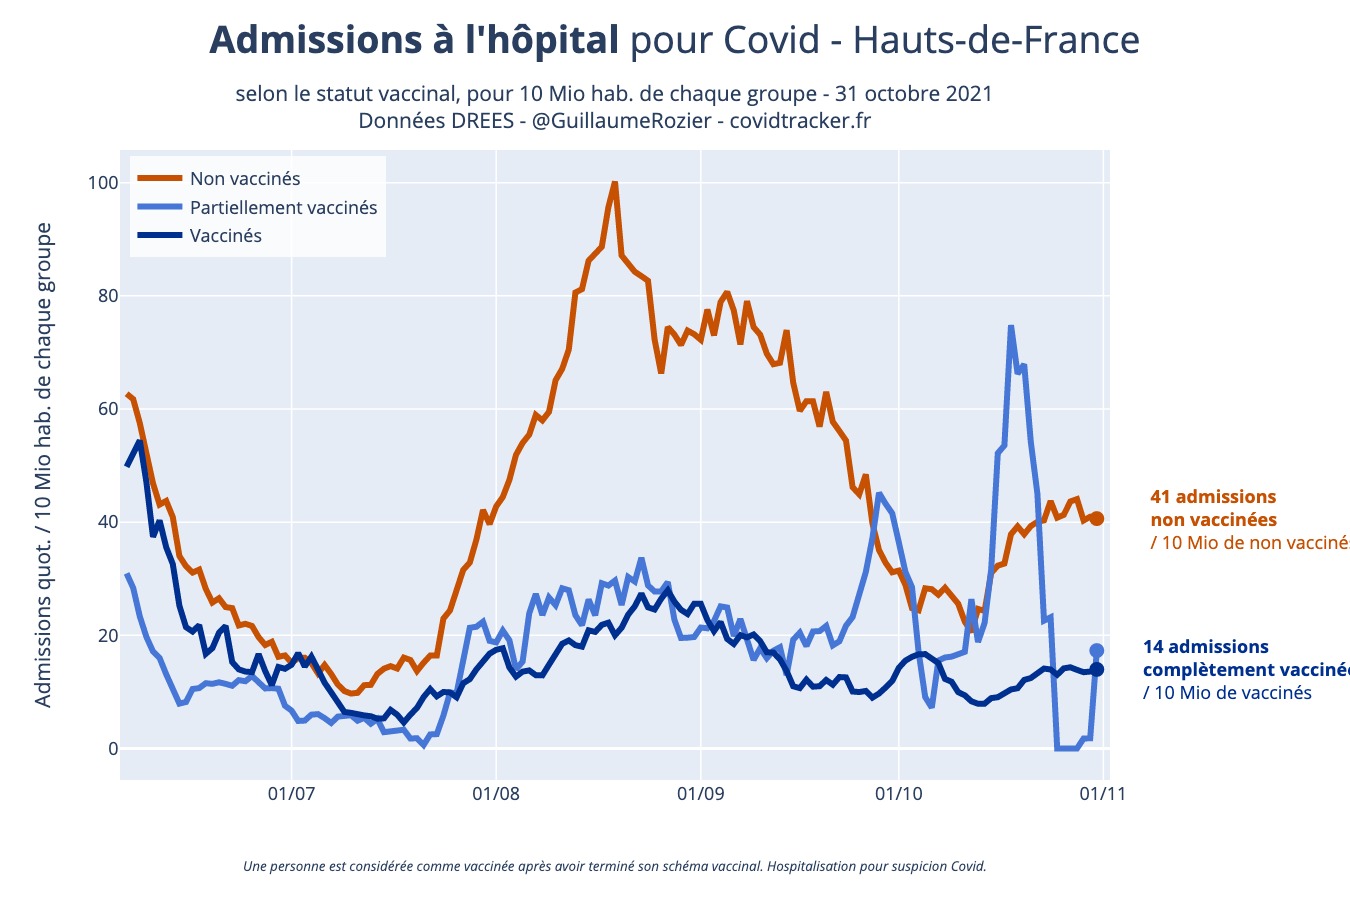 Admissions à l'hôpital pour Covid - Hauts-de-France
selon le statut vaccinal, pour 10 Mio hab. de chaque groupe - 31 octobre 2021
Données DREES - @GuillaumeRozier - covidtracker.fr
Admissions quot. / 10 Mio hab. de chaque groupe
100
80
60
40
20
0
Non vaccinés
Partiellement vaccinés
Vaccinés
41 admissions
non vaccinées
/ 10 Mio de non vaccinés
14 admissions
complètement vacciné
/ 10 Mio de vaccinés
01/07
01/08
01/09
01/10
01/11
Une personne est considérée comme vaccinée après avoir terminé son schéma vaccinal. Hospitalisation pour suspicion Covid.